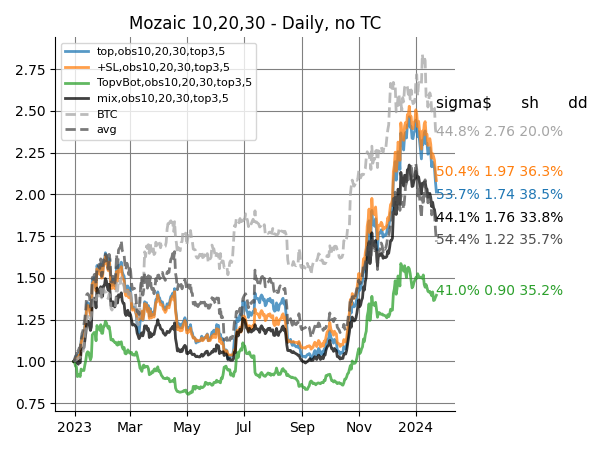 Mozaic 10,20,30 - Daily, no TC
top,obs10,20,30,top3,5
+SL,obs10,20,30,top3,5
TopvBot,obs10,20,30,top3,5
mix,obs10,20,30,top3,5
BTC
avg
2.75
2.50
2.25
2.00
1.75
1.50
1.25
1.00
0.75
sigma$ sh dd
44.8% 2.76 20.0%
50.4% 1.97 36.3%
53.7% 1.74 38.5%
44.1% 1.76 33.8%
54.4% 1.22 35.7%
41.0% 0.90 35.2%
2023 Mar May Jul Sep Nov 2024